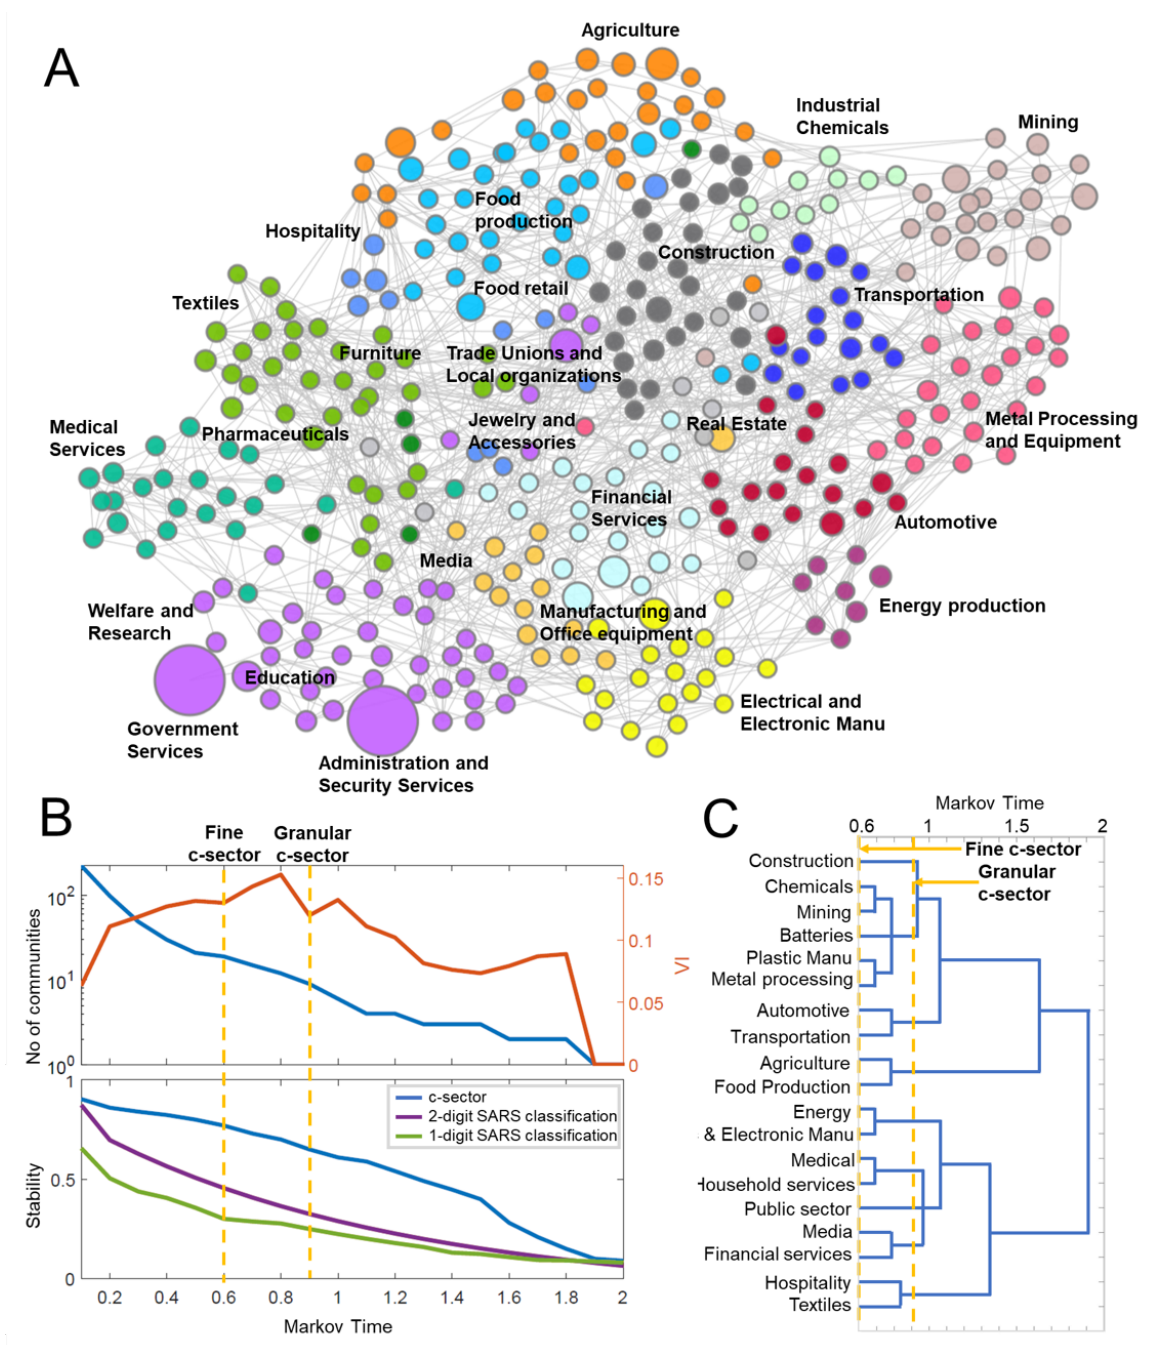 A
Agriculture
Industrial
Chemicals
Mining
Food
production
Hospitality
Construction
Food retail
Transportation
Textiles
Furniture
Trade Unions and
Local organizations
Medical
Services
Pharmaceuticals
Jewelry and
Accessories
Real Estate
Metal Processing
and Equipment
Financial
Services
Automotive
Media
Welfare and
Research
Manufacturing and
Office equipment
Energy production
Education
Government
Services
Electrical and
Electronic Manu
Administration and
Security Services
B
Fine
c-sector
Granular
c-sector
No of communities
10²
10¹
10⁰
0.15
0.1
0.05
0
VI
c-sector
2-digit SARS classification
1-digit SARS classification
Stability
1
0.5
0
0.2 0.4 0.6 0.8 1 1.2 1.4 1.6 1.8 2
Markov Time
C
Markov Time
0.6 1 1.5 2
Fine c-sector
Granular
c-sector
Construction
Chemicals
Mining
Batteries
Plastic Manu
Metal processing
Automotive
Transportation
Agriculture
Food Production
Energy
& Electronic Manu
Medical
Household services
Public sector
Media
Financial services
Hospitality
Textiles